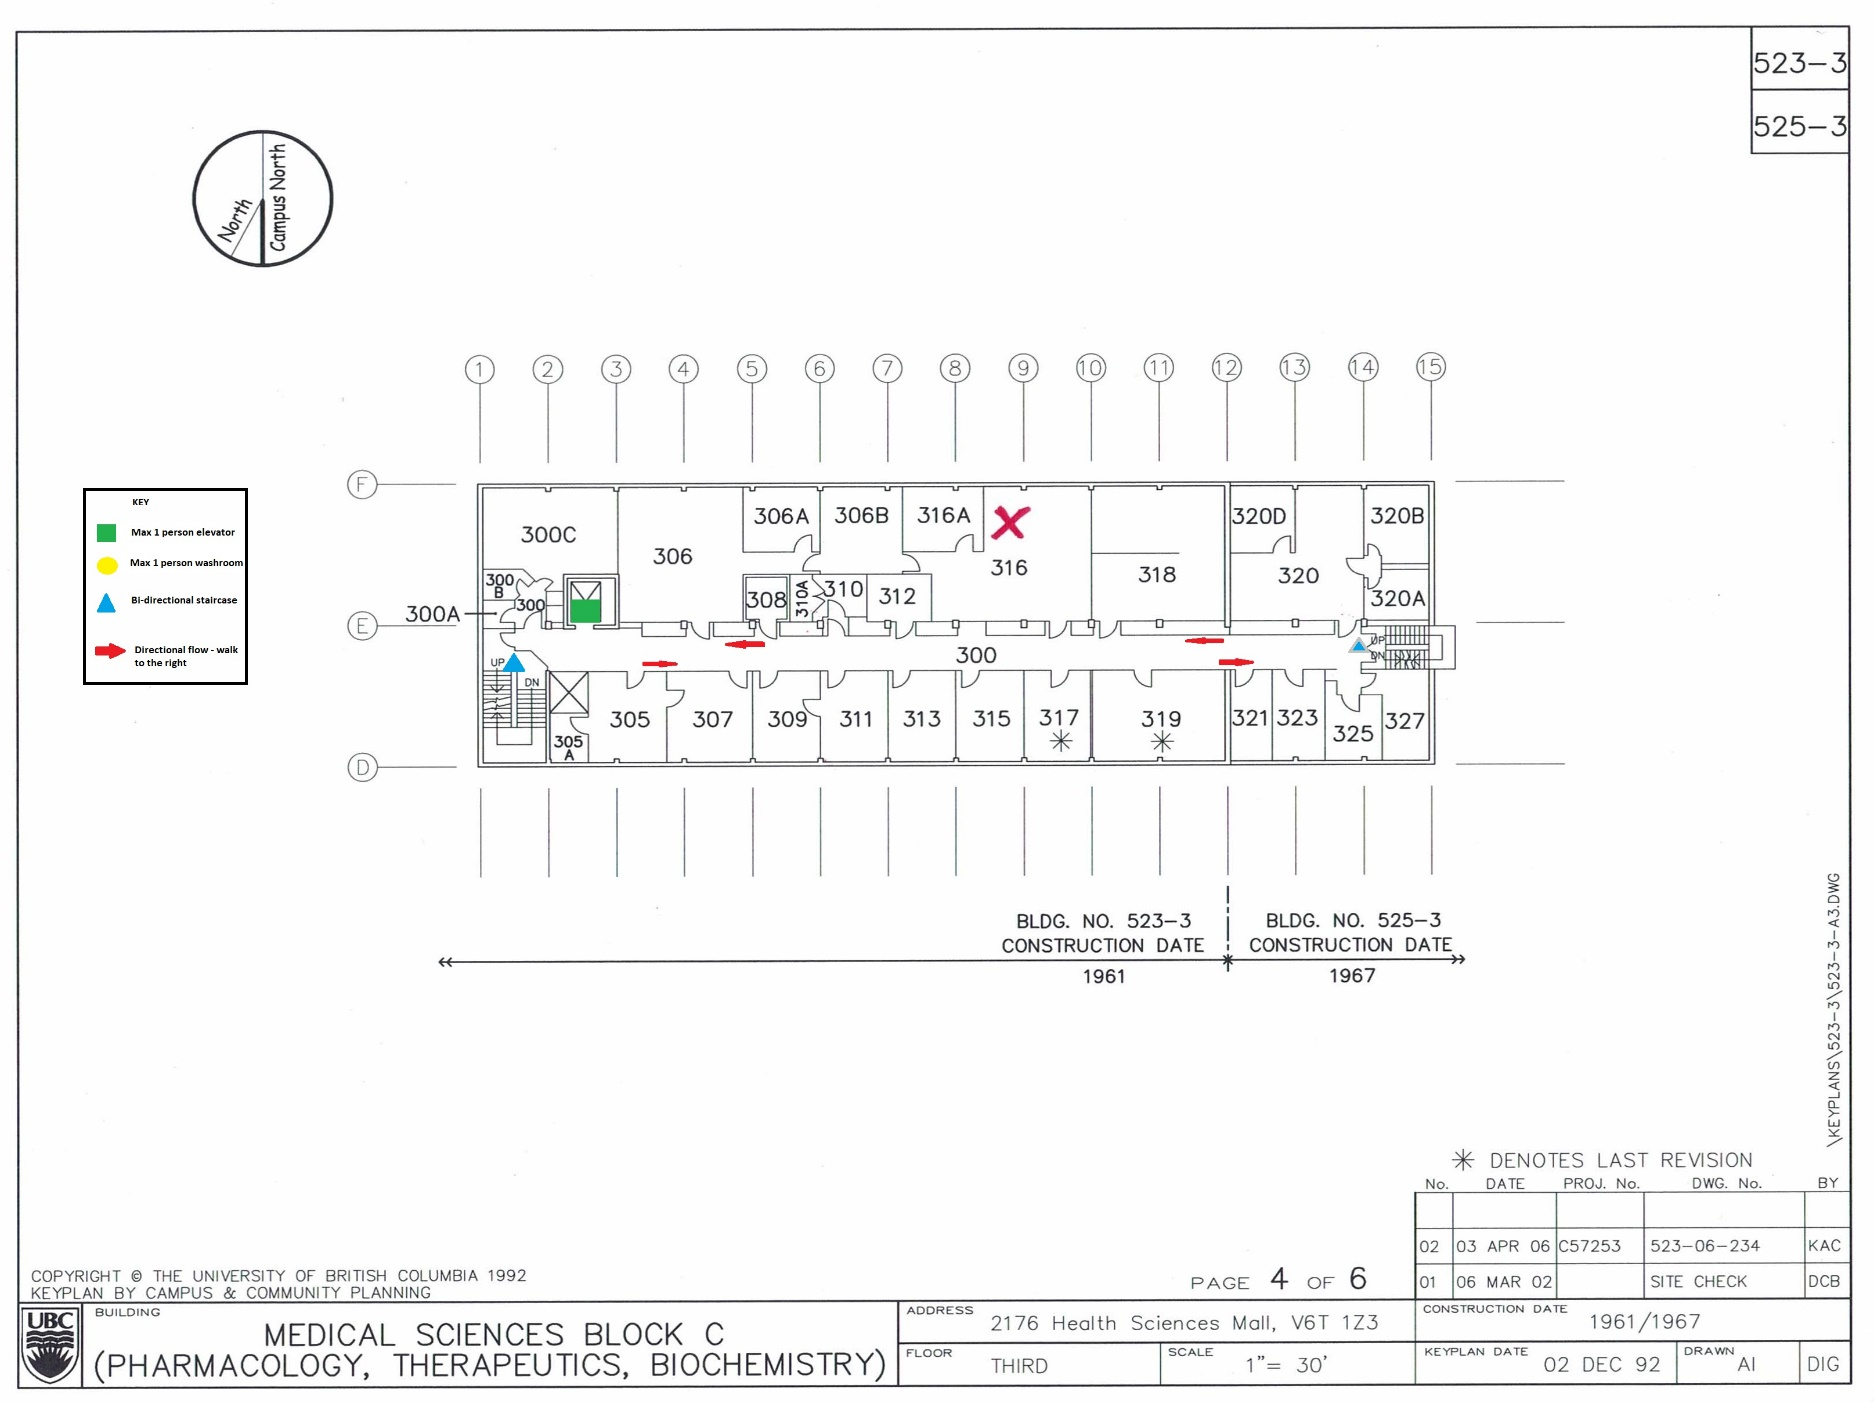 523-3
525-3
North
Campus North
1 2 3 4 5 6 7 8 9 10 11 12 13 14 15
F
E
D
KEY
Max 1 person elevator
Max 1 person washroom
Bi-directional staircase
Directional flow - walk
to the right
300C
306
306A
306B
316A
316
318
320D
320
320B
320A
300
B
300
300A
308
310A
310
312
UP
DN
300
UP
DN
305
305
A
307
309
311
313
315
317
319
321
323
325
327
BLDG. NO. 523-3
CONSTRUCTION DATE
1961
BLDG. NO. 525-3
CONSTRUCTION DATE
1967
\KEYPLANS\523-3\523-3-A3.DWG
DENOTES LAST REVISION
No. DATE PROJ. No. DWG. No. BY
02 03 APR 06 C57253 523-06-234 KAC
01 06 MAR 02 SITE CHECK DCB
COPYRIGHT © THE UNIVERSITY OF BRITISH COLUMBIA 1992
KEYPLAN BY CAMPUS & COMMUNITY PLANNING
PAGE 4 OF 6
UBC
BUILDING
MEDICAL SCIENCES BLOCK C
(PHARMACOLOGY, THERAPEUTICS, BIOCHEMISTRY)
ADDRESS 2176 Health Sciences Mall, V6T 1Z3
FLOOR THIRD
SCALE 1"= 30'
CONSTRUCTION DATE
1961/1967
KEYPLAN DATE 02 DEC 92
DRAWN AI
DIG